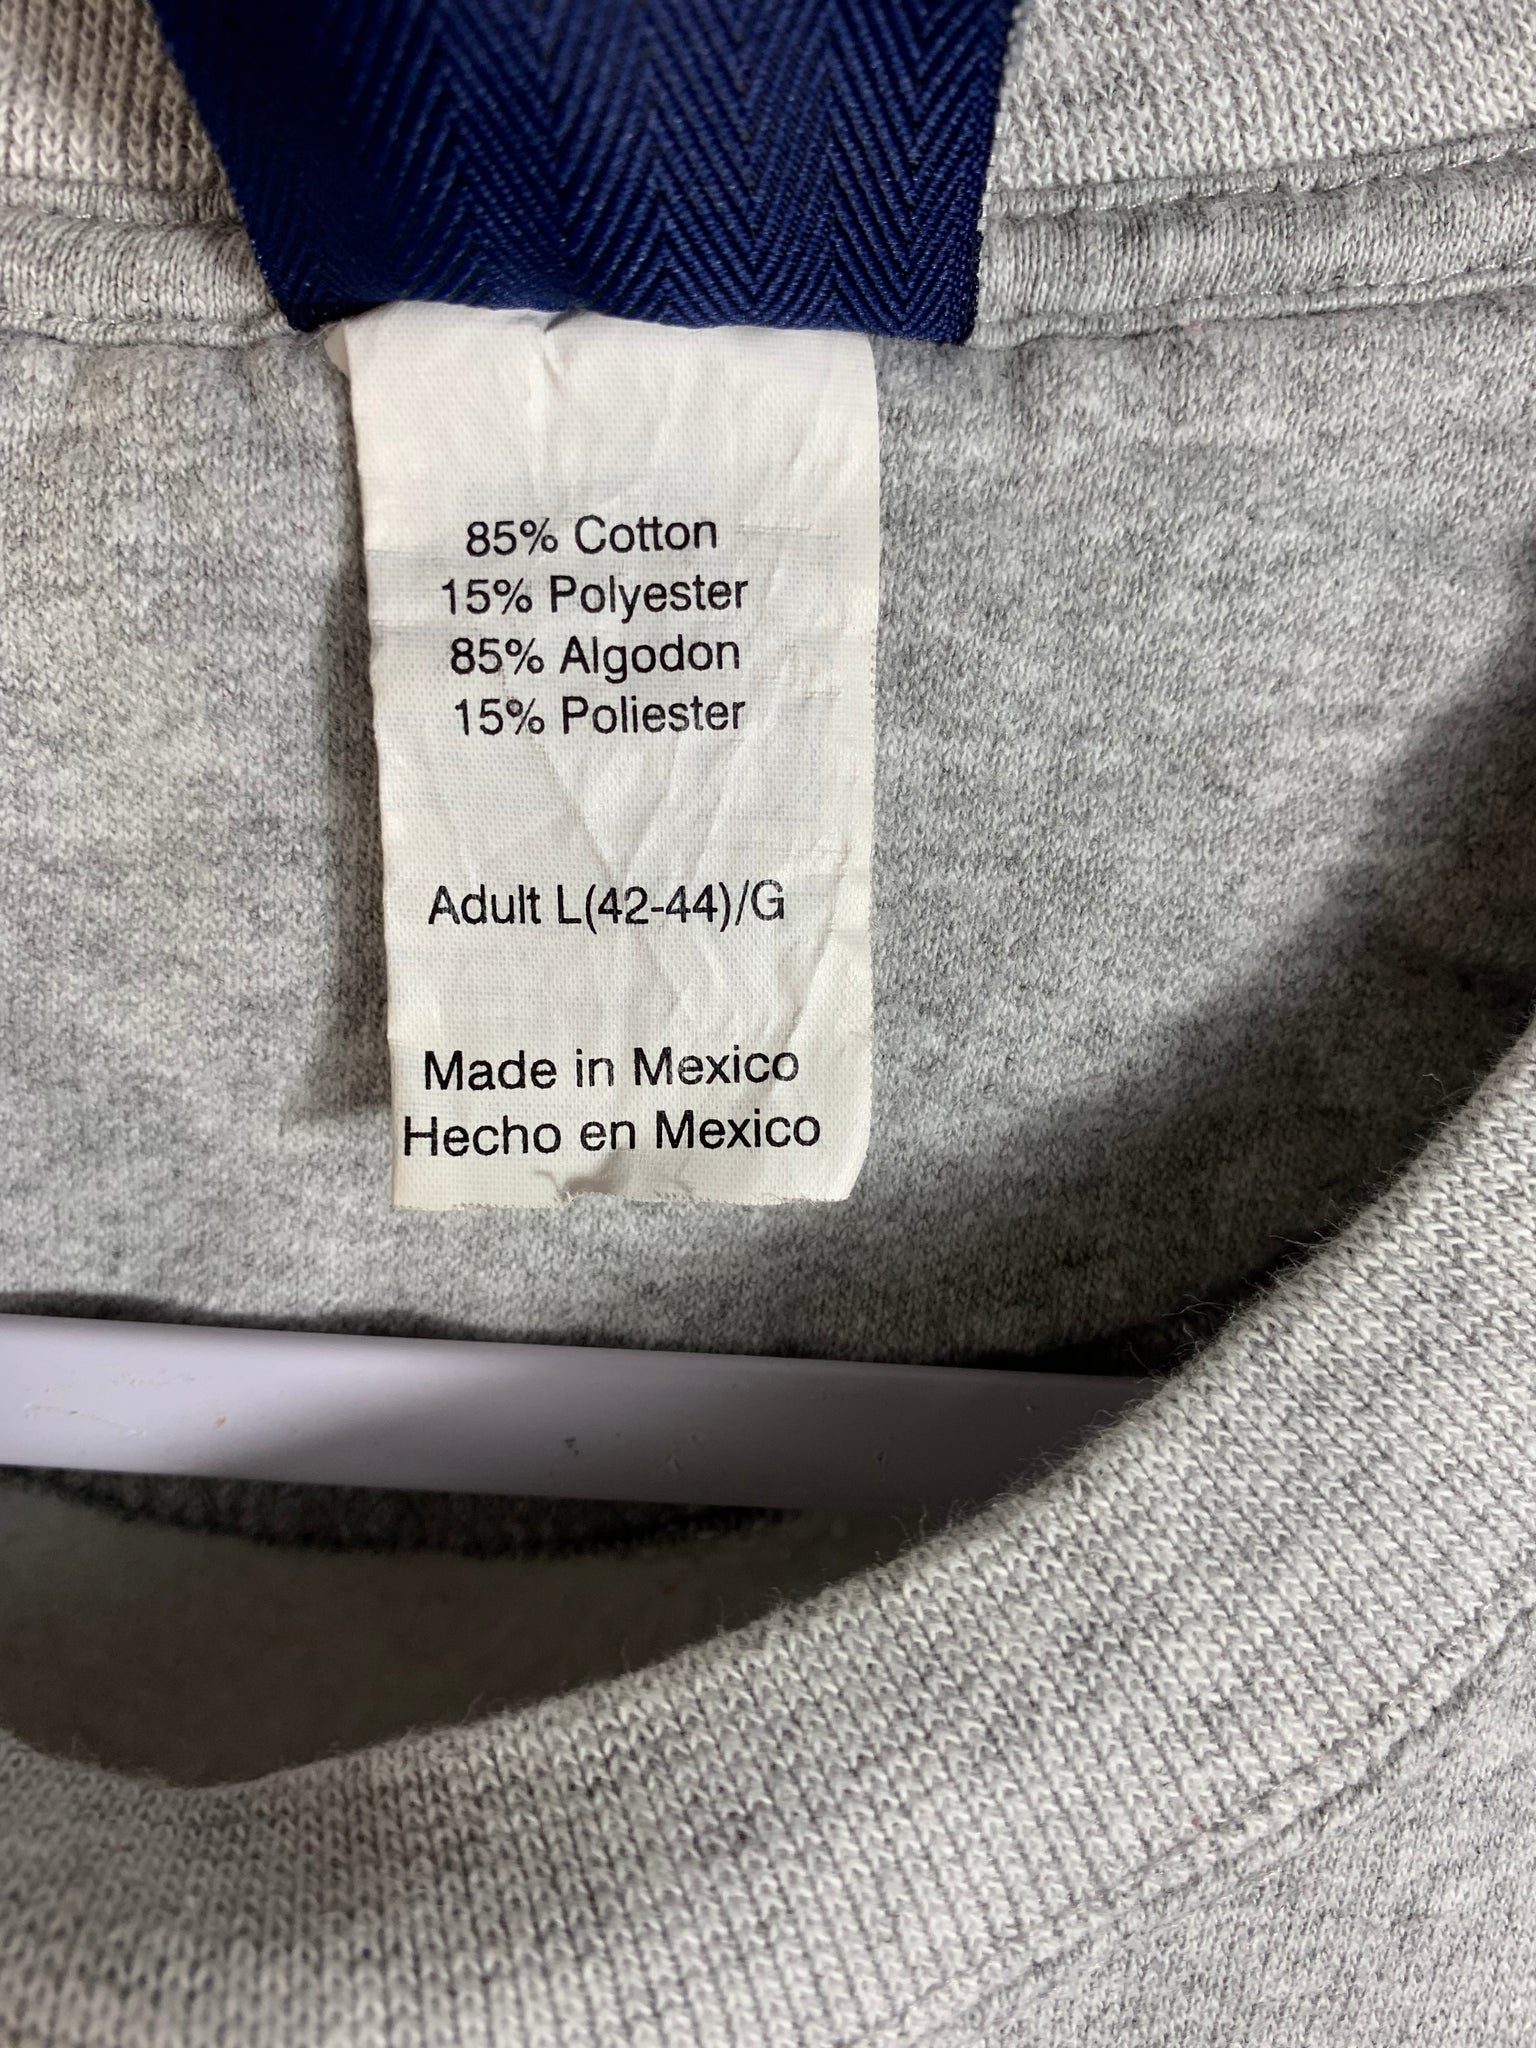 85% Cotton
15% Polyester
85% Algodon
15% Poliester
Adult L(42-44)/G
Made in Mexico
Hecho en Mexico